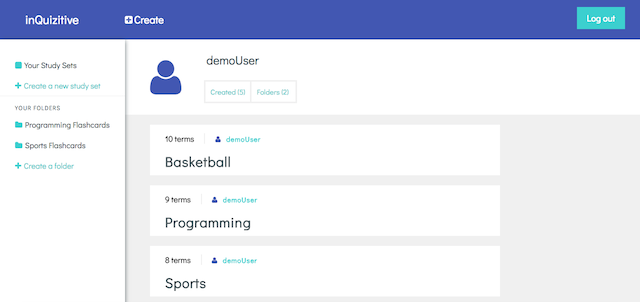 inQuizitive
Create
Log out
Your Study Sets
Create a new study set
YOUR FOLDERS
Programming Flashcards
Sports Flashcards
Create a folder
demoUser
Created (5)
Folders (2)
10 terms demoUser
Basketball
9 terms demoUser
Programming
8 terms demoUser
Sports